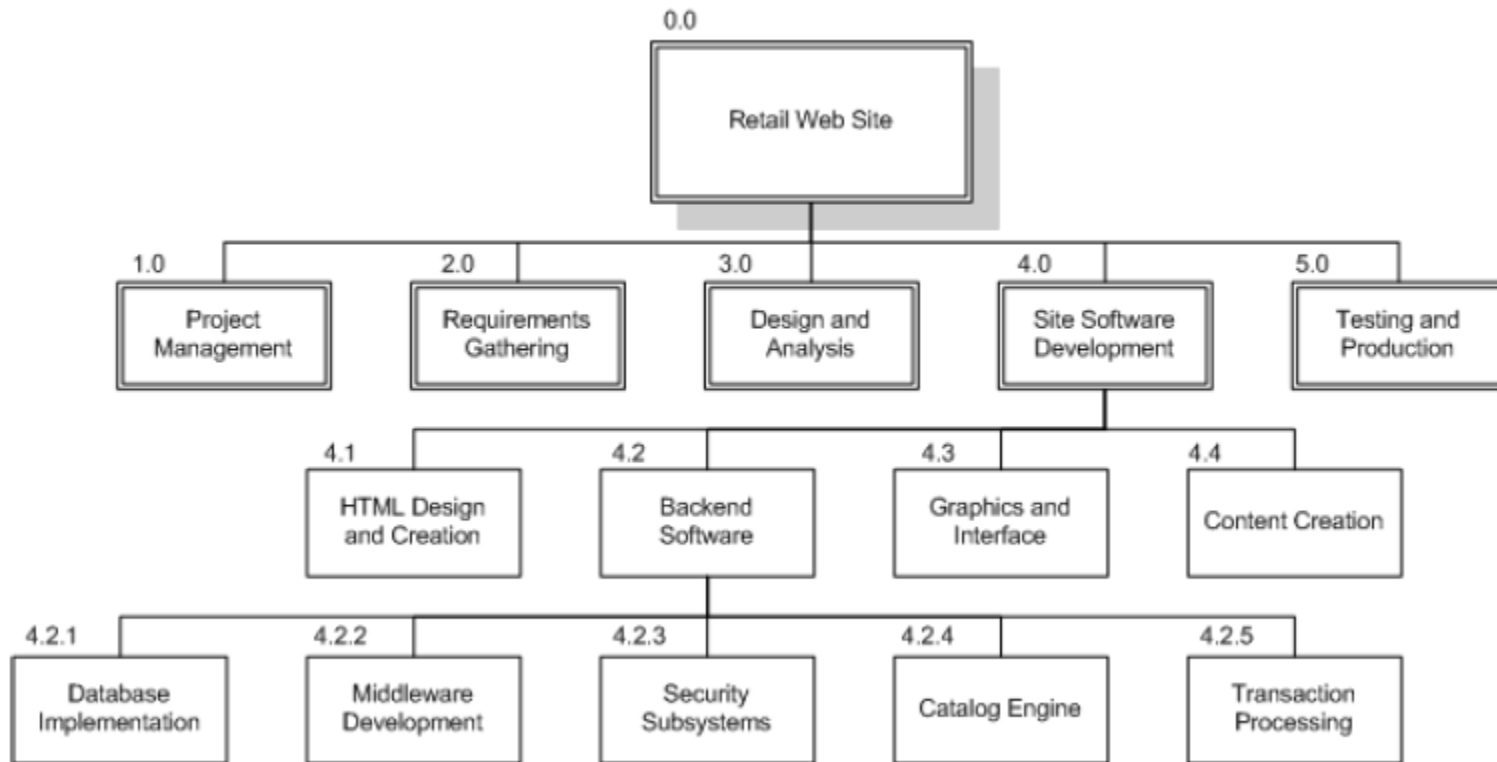 0.0
Retail Web Site
1.0
Project
Management
2.0
Requirements
Gathering
3.0
Design and
Analysis
4.0
Site Software
Development
5.0
Testing and
Production
4.1
HTML Design
and Creation
4.2
Backend
Software
4.3
Graphics and
Interface
4.4
Content Creation
4.2.1
Database
Implementation
4.2.2
Middleware
Development
4.2.3
Security
Subsystems
4.2.4
Catalog Engine
4.2.5
Transaction
Processing